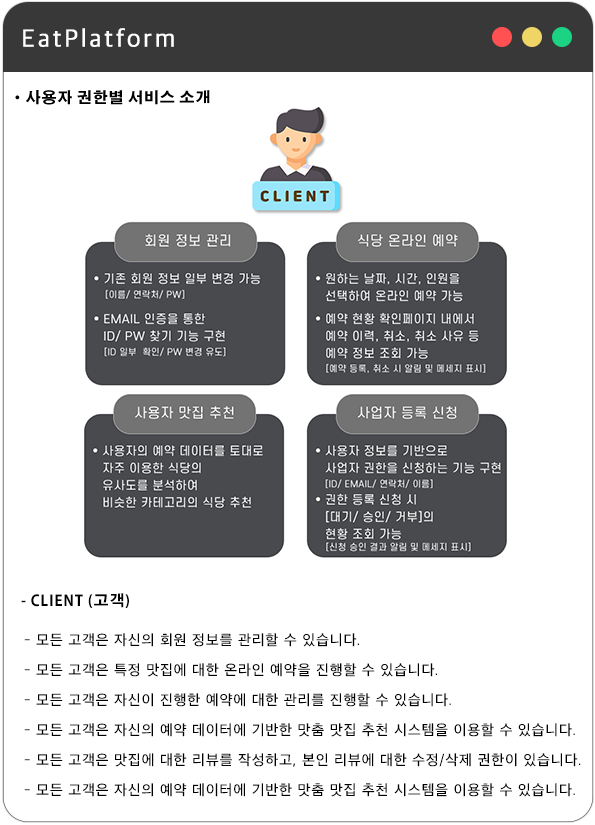 EatPlatform
• 사용자 권한별 서비스 소개
CLIENT
회원 정보 관리
• 기존 회원 정보 일부 변경 가능
[이름/ 연락처/ PW]
• EMAIL 인증을 통한
ID/ PW 찾기 기능 구현
[ID 일부 확인/ PW 변경 유도]
식당 온라인 예약
• 원하는 날짜, 시간, 인원을
선택하여 온라인 예약 가능
• 예약 현황 확인페이지 내에서
예약 이력, 취소, 취소 사유 등
예약 정보 조회 가능
[예약 등록, 취소 시 알림 및 메세지 표시]
사용자 맛집 추천
• 사용자의 예약 데이터를 토대로
자주 이용한 식당의
유사도를 분석하여
비슷한 카테고리의 식당 추천
사업자 등록 신청
• 사용자 정보를 기반으로
사업자 권한을 신청하는 기능 구현
[ID/ EMAIL/ 연락처/ 이름]
• 권한 등록 신청 시
[대기/ 승인/ 거부]의
현황 조회 가능
[신청 승인 결과 알림 및 메세지 표시]
- CLIENT (고객)
- 모든 고객은 자신의 회원 정보를 관리할 수 있습니다.
- 모든 고객은 특정 맛집에 대한 온라인 예약을 진행할 수 있습니다.
- 모든 고객은 자신이 진행한 예약에 대한 관리를 진행할 수 있습니다.
- 모든 고객은 자신의 예약 데이터에 기반한 맛춤 맛집 추천 시스템을 이용할 수 있습니다.
- 모든 고객은 맛집에 대한 리뷰를 작성하고, 본인 리뷰에 대한 수정/삭제 권한이 있습니다.
- 모든 고객은 자신의 예약 데이터에 기반한 맛춤 맛집 추천 시스템을 이용할 수 있습니다.